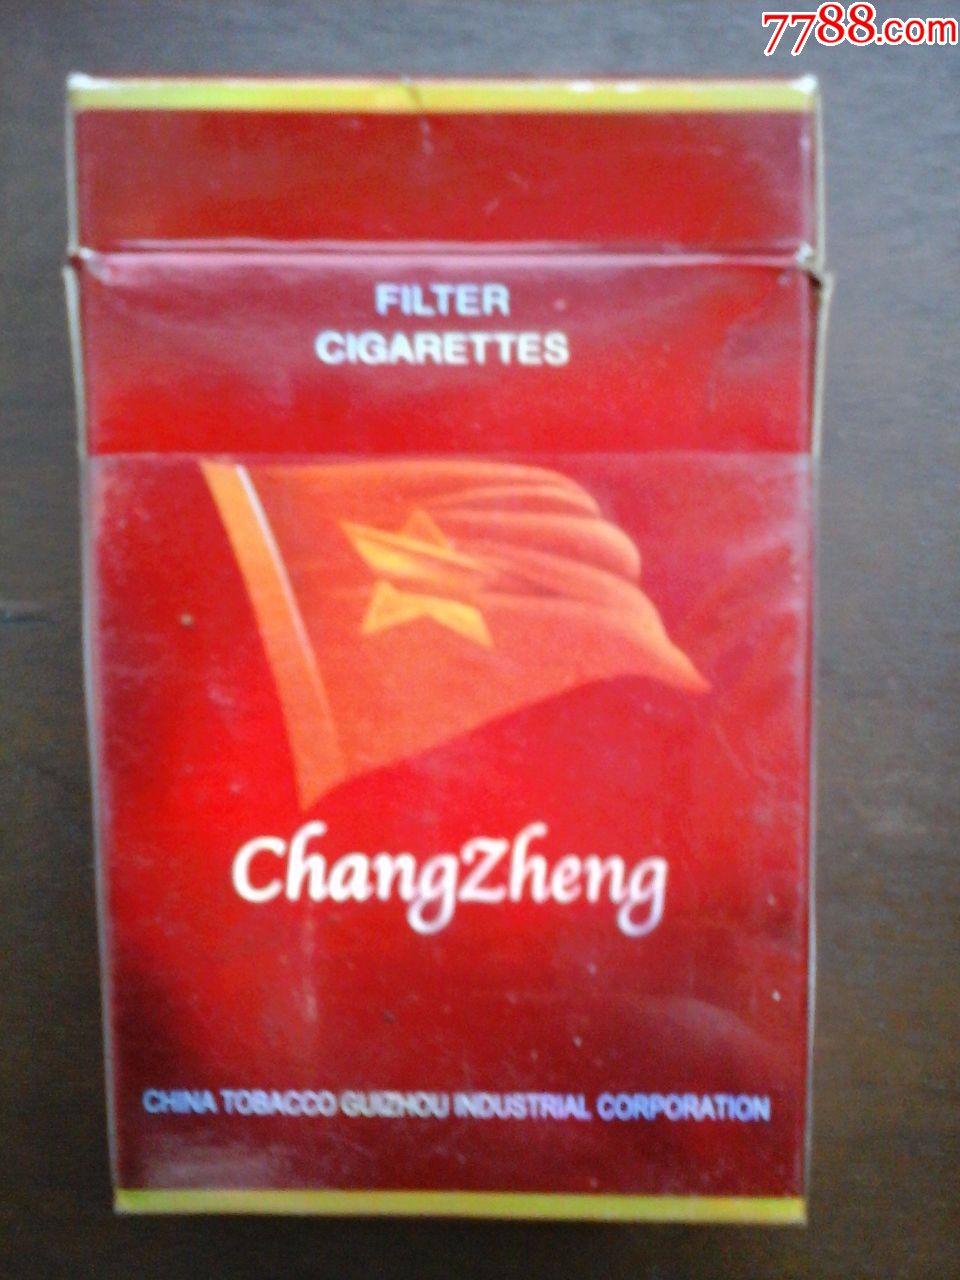 7788.com
FILTER
CIGARETTES
ChangZheng
CHINA TOBACCO GUIZHOU INDUSTRIAL CORPORATION